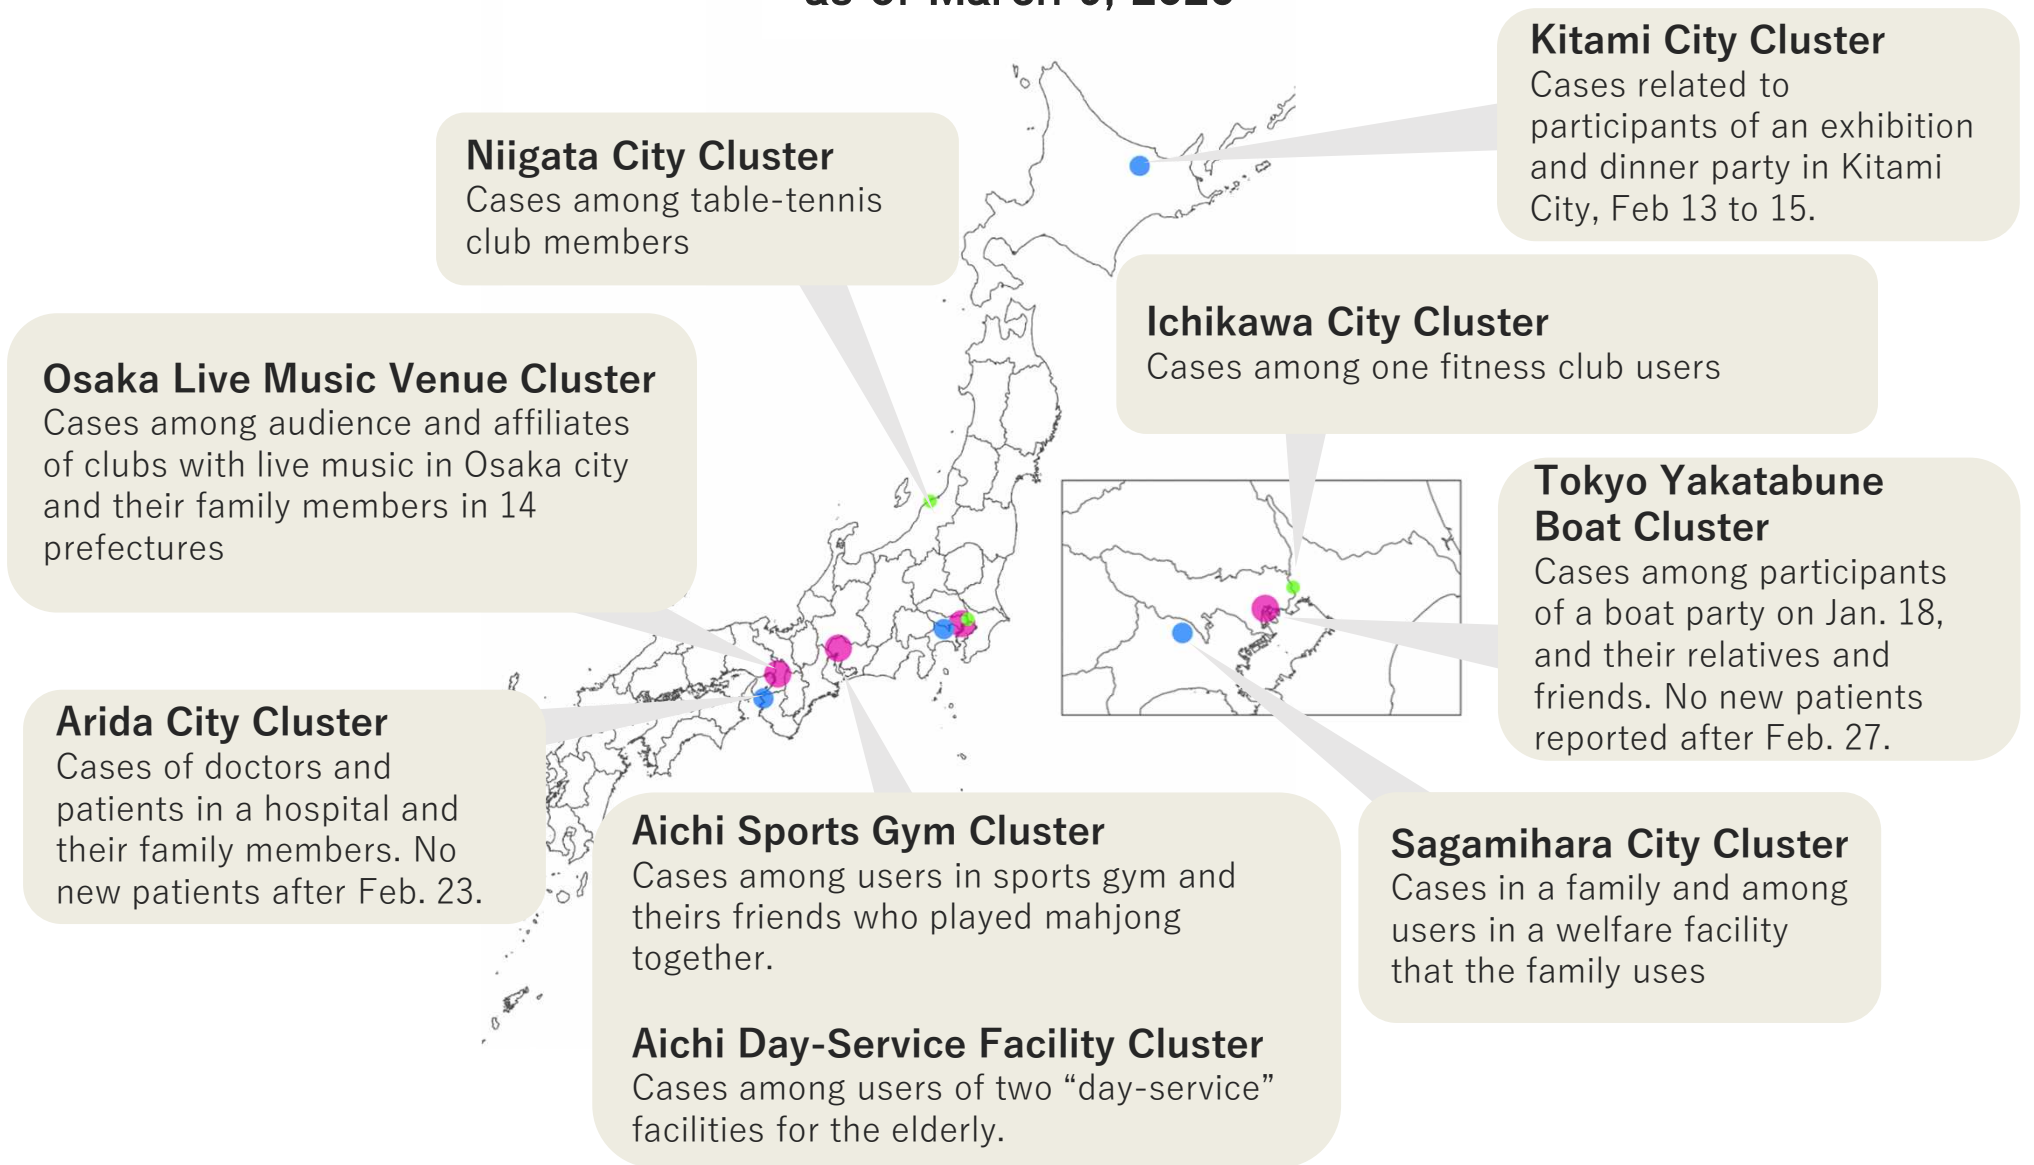 as of March 2020
Kitami City Cluster
Cases related to
participants of an exhibition
and dinner party in Kitami
City, Feb 13 to 15.
Niigata City Cluster
Cases among table-tennis
club members
Ichikawa City Cluster
Cases among one fitness club users
Osaka Live Music Venue Cluster
Cases among audience and affiliates
of clubs with live music in Osaka city
and their family members in 14
prefectures
Tokyo Yakatabune
Boat Cluster
Cases among participants
of a boat party on Jan. 18,
and their relatives and
friends. No new patients
reported after Feb. 27.
Arida City Cluster
Cases of doctors and
patients in a hospital and
their family members. No
new patients after Feb. 23.
Aichi Sports Gym Cluster
Cases among users in sports gym and
theirs friends who played mahjong
together.
Aichi Day-Service Facility Cluster
Cases among users of two “day-service”
facilities for the elderly.
Sagamihara City Cluster
Cases in a family and among
users in a welfare facility
that the family uses